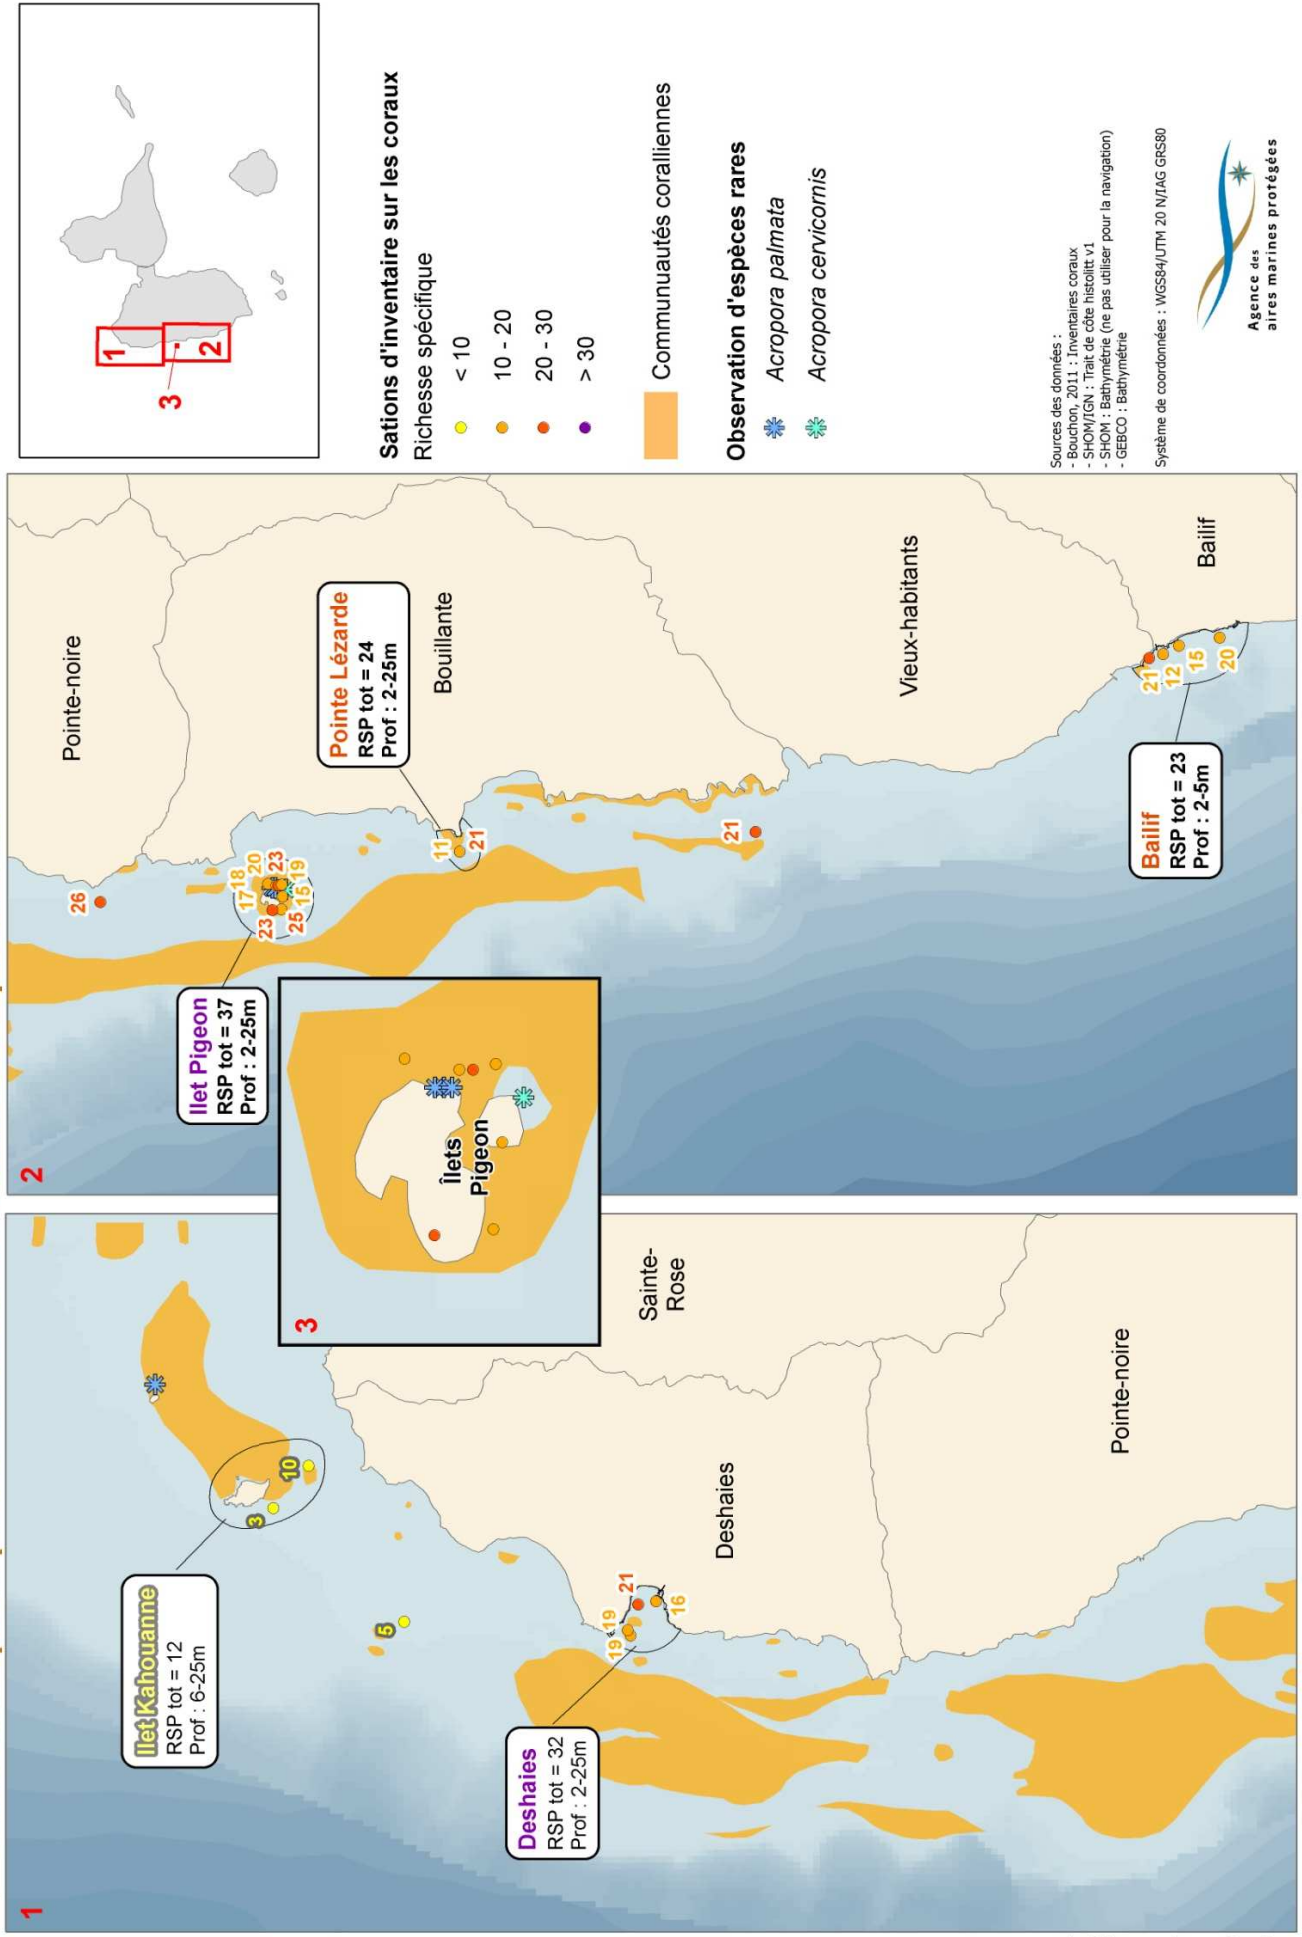 1
Ilet Kahouanne
RSP tot = 12
Prof : 6-25m
3
10
5
Deshaies
RSP tot = 32
Prof : 2-25m
19
19
21
16
Sainte-
Rose
Deshaies
Pointe-noire
2
Pointe-noire
26
Ilet Pigeon
RSP tot = 37
Prof : 2-25m
17
18
20
23
23
25
15
19
Pointe Lézarde
RSP tot = 24
Prof : 2-25m
11
21
Bouillante
21
Vieux-habitants
Bailif
RSP tot = 23
Prof : 2-5m
21
12
15
20
Bailif
3
Îlets
Pigeon
1
2
3
Sations d'inventaire sur les coraux
Richesse spécifique
< 10
10 - 20
20 - 30
> 30
Communuautés coralliennes
Observation d'espèces rares
Acropora palmata
Acropora cervicornis
Sources des données :
- Bouchon, 2011 : Inventaires coraux
- SHOM/IGN : Trait de côte histolitt v1
- SHOM : Bathymétrie (ne pas utiliser pour la navigation)
- GEBCO : Bathymétrie
Système de coordonnées : WGS84/UTM 20 N/IAG GRS80
Agence des
aires marines protégées